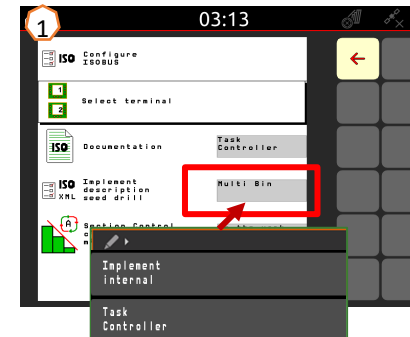 1
03:13
ISO Configure
ISOBUS
1
2
Select terminal
ISO
Documentation
Task
Controller
ISO
XML
Implement
description
seed drill
Multi Bin
A
Section Control
Implement
internal
Task
Controller